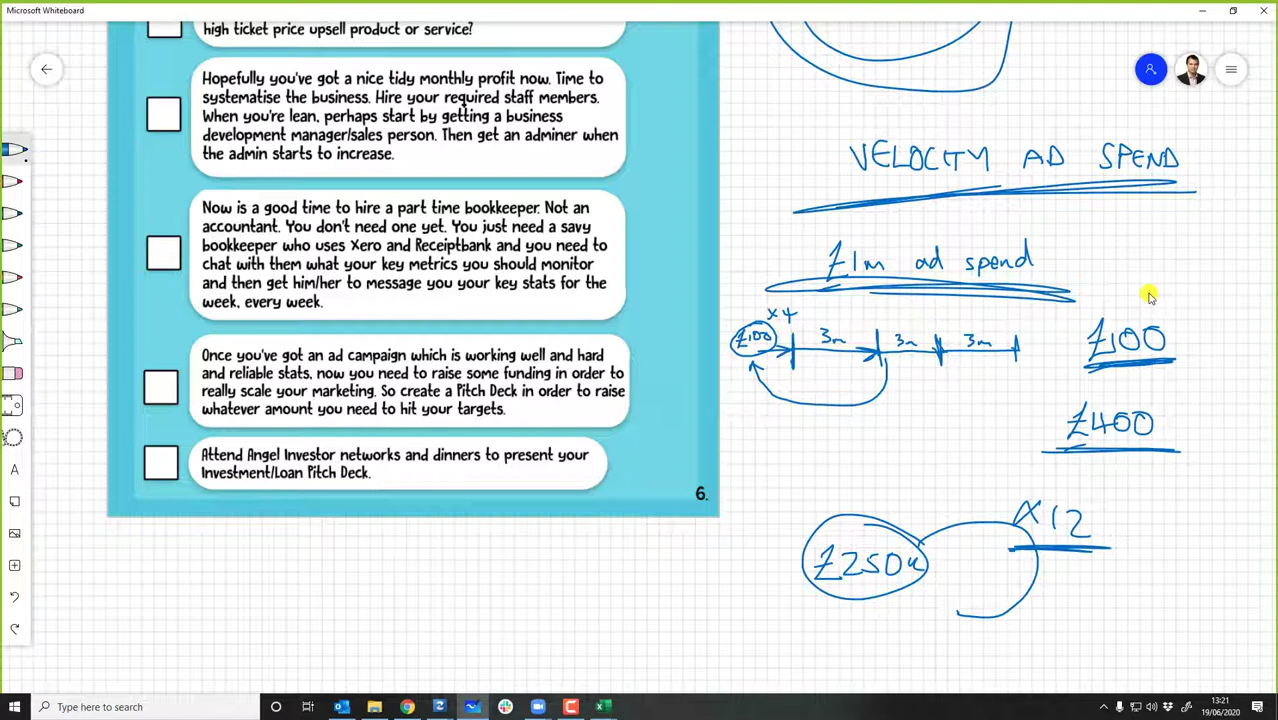 Microsoft Whiteboard
high ticket price upsell product or service?
Hopefully you've got a nice tidy monthly profit now. Time to
systematise the business. Hire your required staff members.
When you're lean, perhaps start by getting a business
development manager/sales person. Then get an adminer when
the admin starts to increase.
Now is a good time to hire a part time bookkeeper. Not an
accountant. You don't need one yet. You just need a savy
bookkeeper who uses Xero and Receiptbank and you need to
chat with them what your key metrics you should monitor
and then get him/her to message you your key stats for the
week, every week.
Once you've got an ad campaign which is working well and hard
and reliable stats, now you need to raise some funding in order to
really scale your marketing. So create a Pitch Deck in order to raise
whatever amount you need to hit your targets.
Attend Angel Investor networks and dinners to present your
Investment/Loan Pitch Deck.
6.
VELOCITY AD SPEND
£1m ad spend
x4
£100 3m 3m 3m
£100
£400
x12
£250k
Type here to search
13:21
19/06/2020